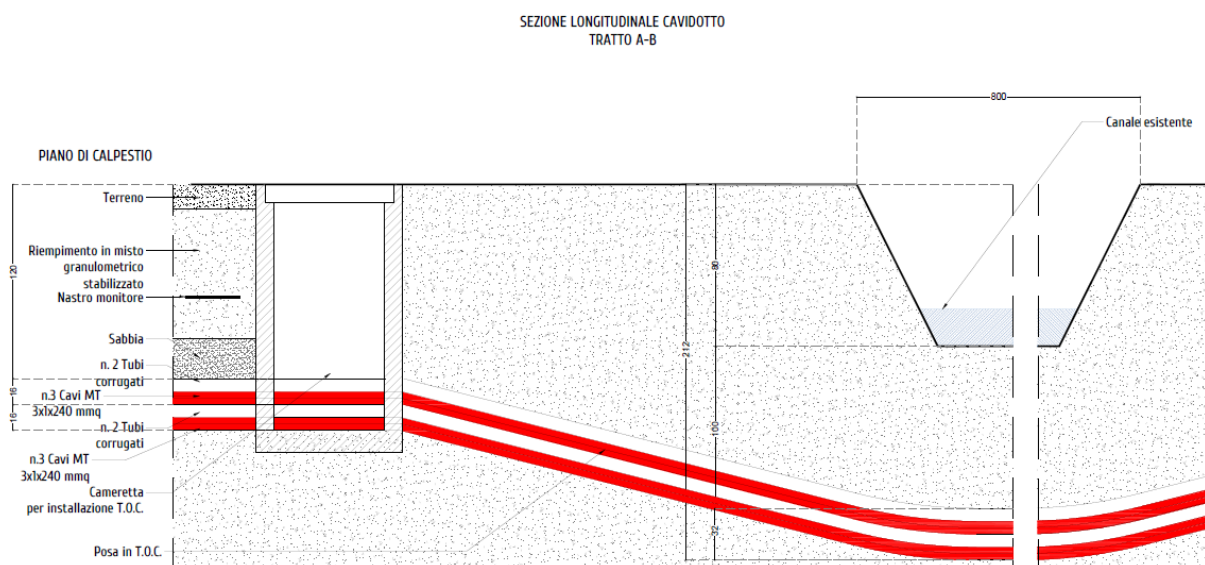 SEZIONE LONGITUDINALE CAVIDOTTO
TRATTO A-B
800
Canale esistente
PIANO DI CALPESTIO
Terreno
Riempimento in misto
granulometrico
stabilizzato
Nastro monitore
120
80
Sabbia
212
n. 2 Tubi
corrugati
16
n.3 Cavi MT
3x1x240 mmq
16
n. 2 Tubi
corrugati
100
n.3 Cavi MT
3x1x240 mmq
Cameretta
per installazione T.O.C.
32
Posa in T.O.C.